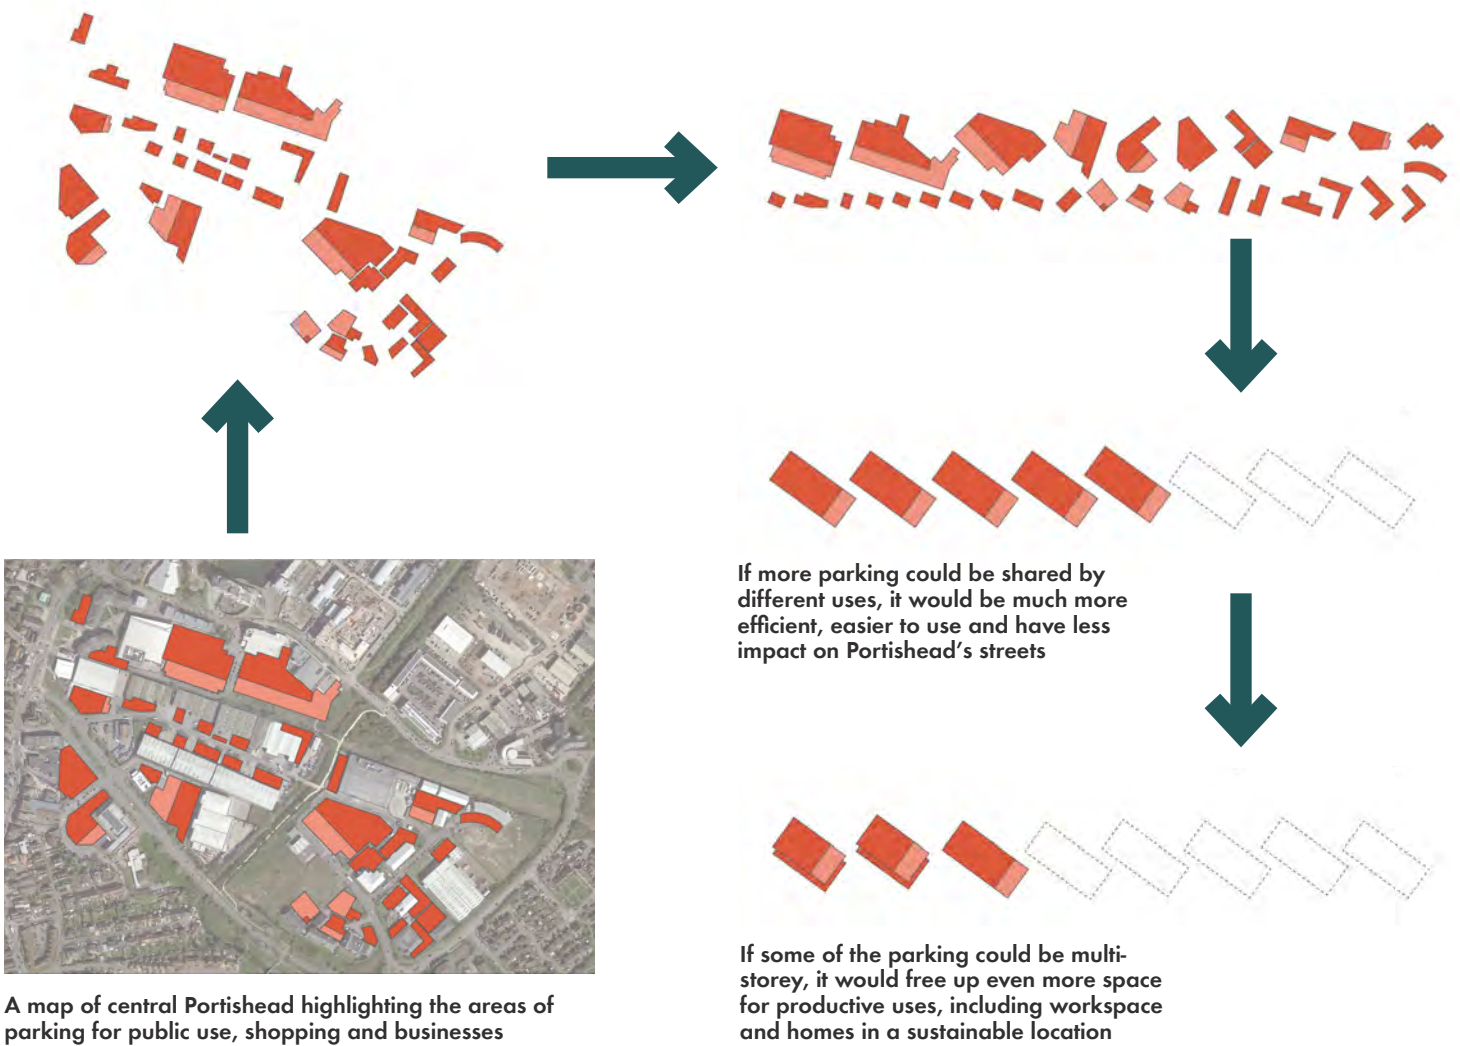 If more parking could be shared by
different uses, it would be much more
efficient, easier to use and have less
impact on Portishead's streets
If some of the parking could be multi-
storey, it would free up even more space
for productive uses, including workspace
and homes in a sustainable location
A map of central Portishead highlighting the areas of
parking for public use, shopping and businesses